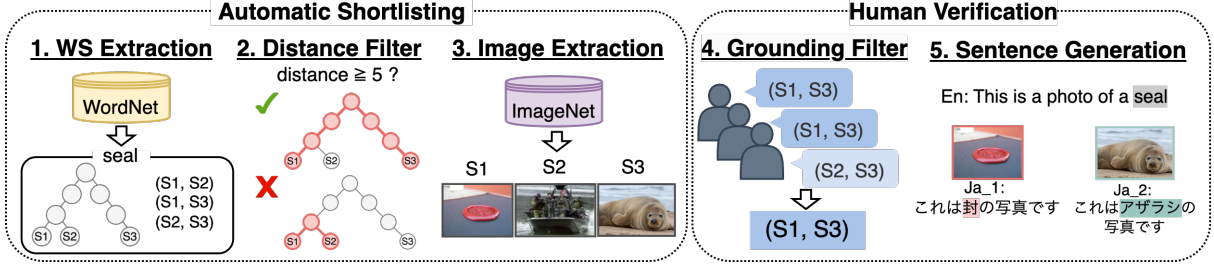 Automatic Shortlisting
Human Verification
1. WS Extraction
WordNet
seal
S1
S2
S3
(S1, S2)
(S1, S3)
(S2, S3)
2. Distance Filter
distance ≧ 5 ?
S1
S2
S3
S1
S2
S3
3. Image Extraction
ImageNet
S1
S2
S3
4. Grounding Filter
(S1, S3)
(S1, S3)
(S2, S3)
(S1, S3)
5. Sentence Generation
En: This is a photo of a seal
Ja_1:
これは封の写真です
Ja_2:
これはアザラシの
写真です